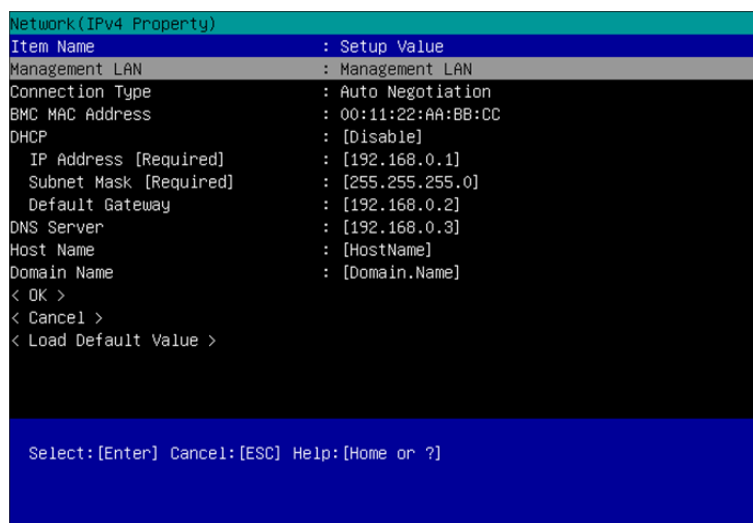 Network(IPv4 Property)
Item Name : Setup Value
Management LAN : Management LAN
Connection Type : Auto Negotiation
BMC MAC Address : 00:11:22:AA:BB:CC
DHCP : [Disable]
IP Address [Required] : [192.168.0.1]
Subnet Mask [Required] : [255.255.255.0]
Default Gateway : [192.168.0.2]
DNS Server : [192.168.0.3]
Host Name : [HostName]
Domain Name : [Domain.Name]
< OK >
< Cancel >
< Load Default Value >
Select:[Enter] Cancel:[ESC] Help:[Home or ?]